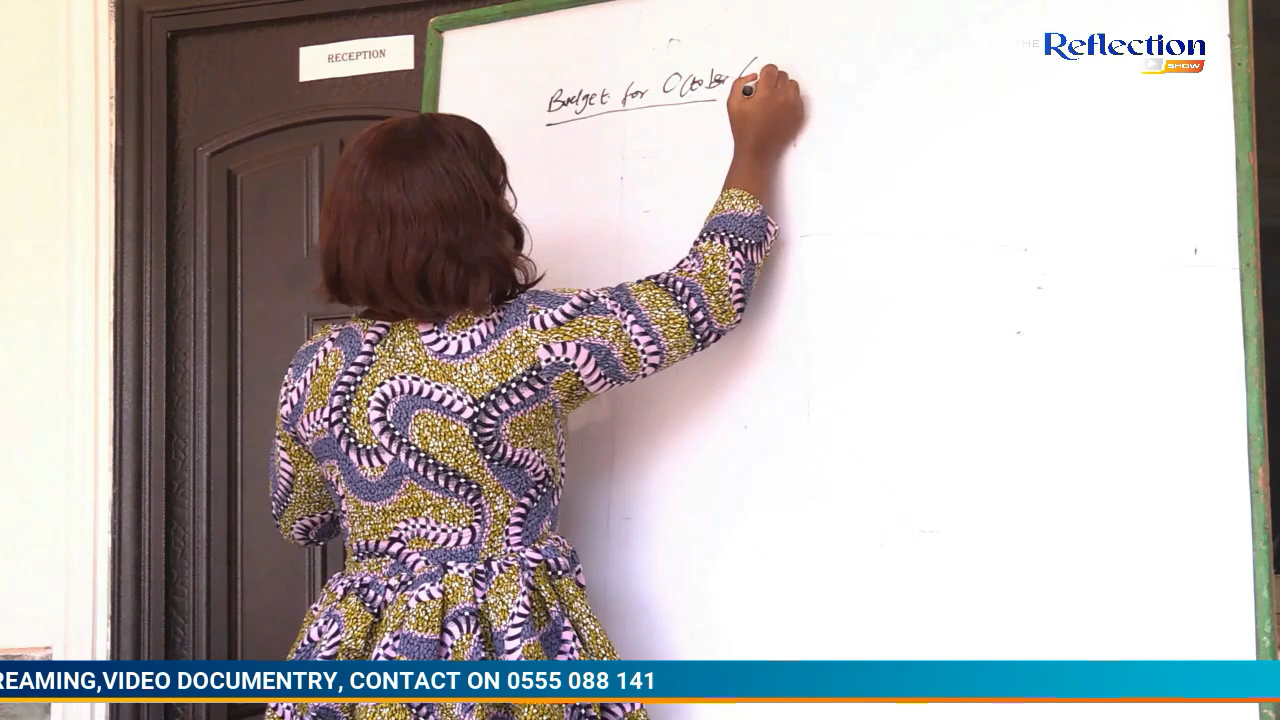 RECEPTION
THE
Reflection
SHOW
Budget for October (
REAMING,VIDEO DOCUMENTRY, CONTACT ON 0555 088 141